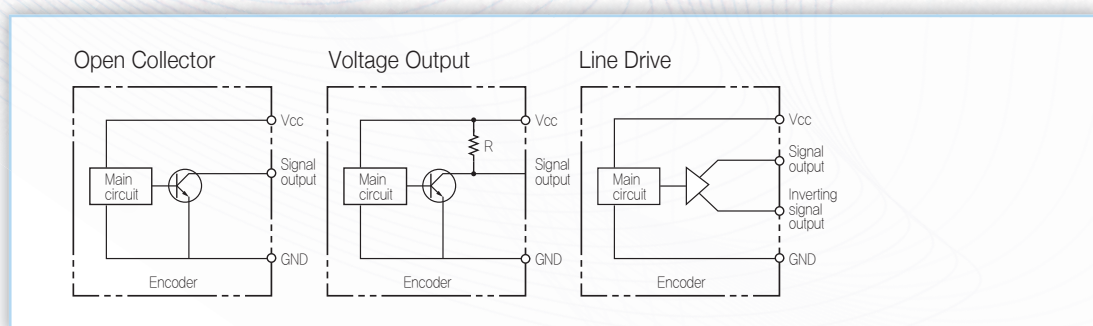 Open Collector
Vcc
Signal
output
Main
circuit
GND
Encoder
Voltage Output
Vcc
R
Signal
output
Main
circuit
GND
Encoder
Line Drive
Vcc
Signal
output
Main
circuit
Inverting
signal
output
GND
Encoder